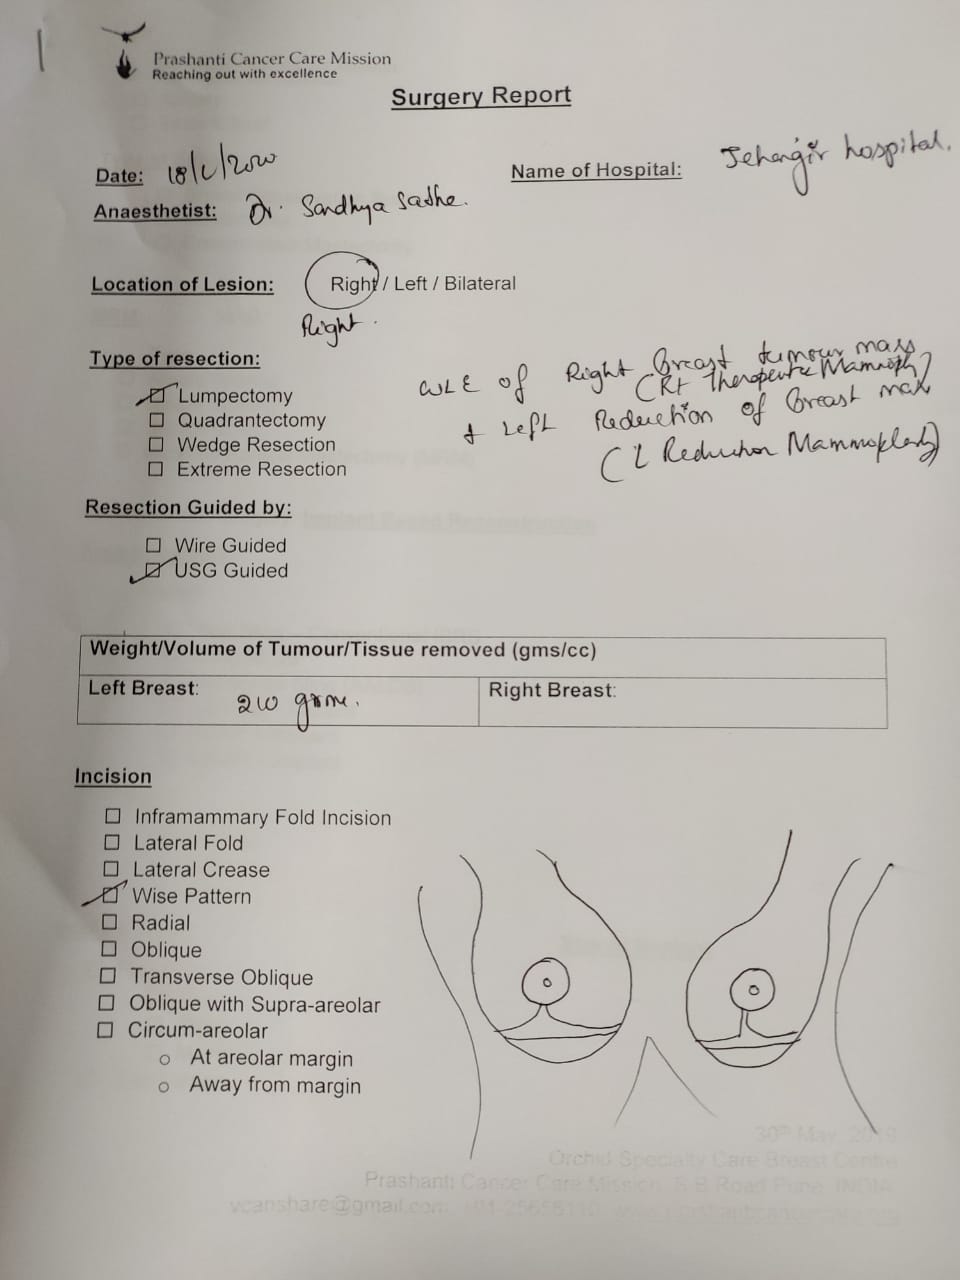 Prashanti Cancer Care Mission
Reaching out with excellence
Surgery Report
Date: 18/6/2020 Name of Hospital: Jehangir hospital.
Anaesthetist: Dr. Sandhya Sathe.
Location of Lesion: Right / Left / Bilateral
Right.
Type of resection:
WLE of Right Breast tumour mass
(Rt Therapeutic Mammoph)
+ Left Reduction of Breast mass
(L Reduction Mammoplasty)
Lumpectomy
Quadrantectomy
Wedge Resection
Extreme Resection
Resection Guided by:
Wire Guided
USG Guided
Weight/Volume of Tumour/Tissue removed (gms/cc)
Left Breast: 210 grm. Right Breast:
Incision
Inframammary Fold Incision
Lateral Fold
Lateral Crease
Wise Pattern
Radial
Oblique
Transverse Oblique
Oblique with Supra-areolar
Circum-areolar
At areolar margin
Away from margin
30th May, 2019
Orchid Specialty Care Breast Centre
Prashanti Cancer Care Mission, S B Road Pune, INDIA
vcanshare@gmail.com